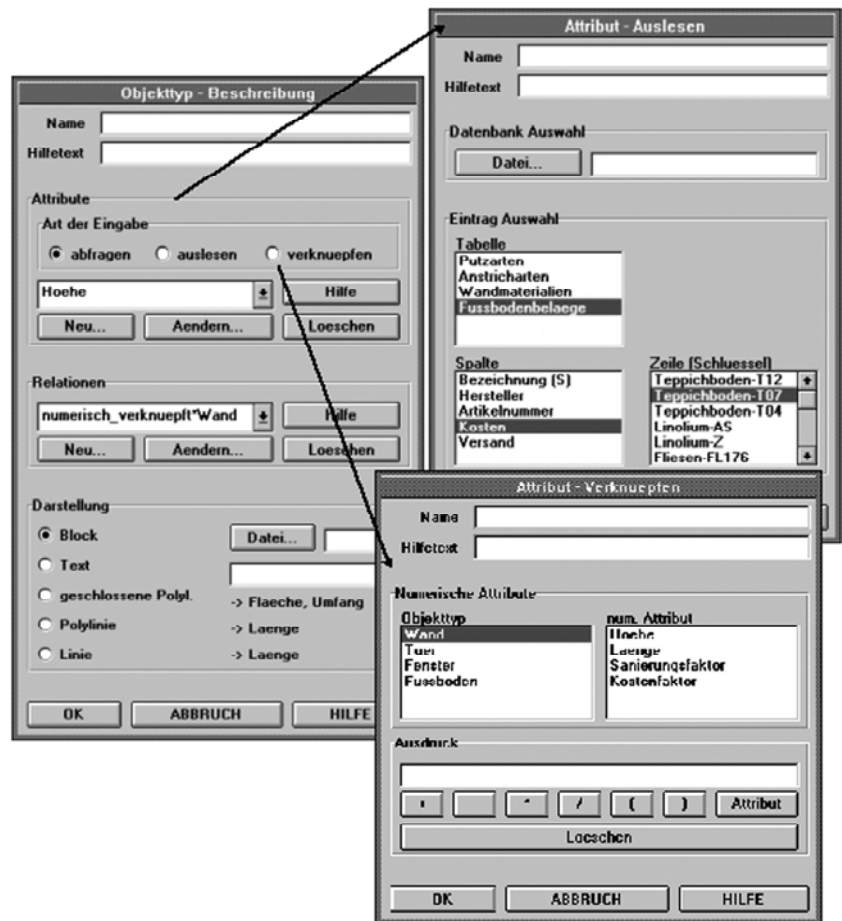 Objekttyp - Beschreibung
Name
Hilfetext
Attribute
Art der Eingabe
abfragen auslesen verknuepfen
Hoehe Hilfe
Neu... Aendern... Loeschen
Relationen
numerisch_verknuepft*Wand Hilfe
Neu... Aendern... Loeschen
Darstellung
Block Datei...
Text
geschlossene Polyl. -> Flaeche, Umfang
Polylinie -> Laenge
Linie -> Laenge
OK ABBRUCH HILFE
Attribut - Auslesen
Name
Hilfetext
Datenbank Auswahl
Datei...
Eintrag Auswahl
Tabelle
Putzarten
Anstricharten
Wandmaterialien
Fussbodenbelaege
Spalte
Bezeichnung (S)
Hersteller
Artikelnummer
Kosten
Versand
Zeile (Schluessel)
Teppichboden-T12
Teppichboden-T07
Teppichboden-T04
Linolium-AS
Linolium-Z
Fliesen-FL176
Attribut - Verknuepfen
Name
Hilfetext
Numerische Attribute
Objekttyp
Wand
Tuer
Fenster
Fussboden
num. Attribut
Hoehe
Laenge
Sanierungsfaktor
Kostenfaktor
Ausdruck
/ ( ) Attribut
Loeschen
OK ABBRUCH HILFE